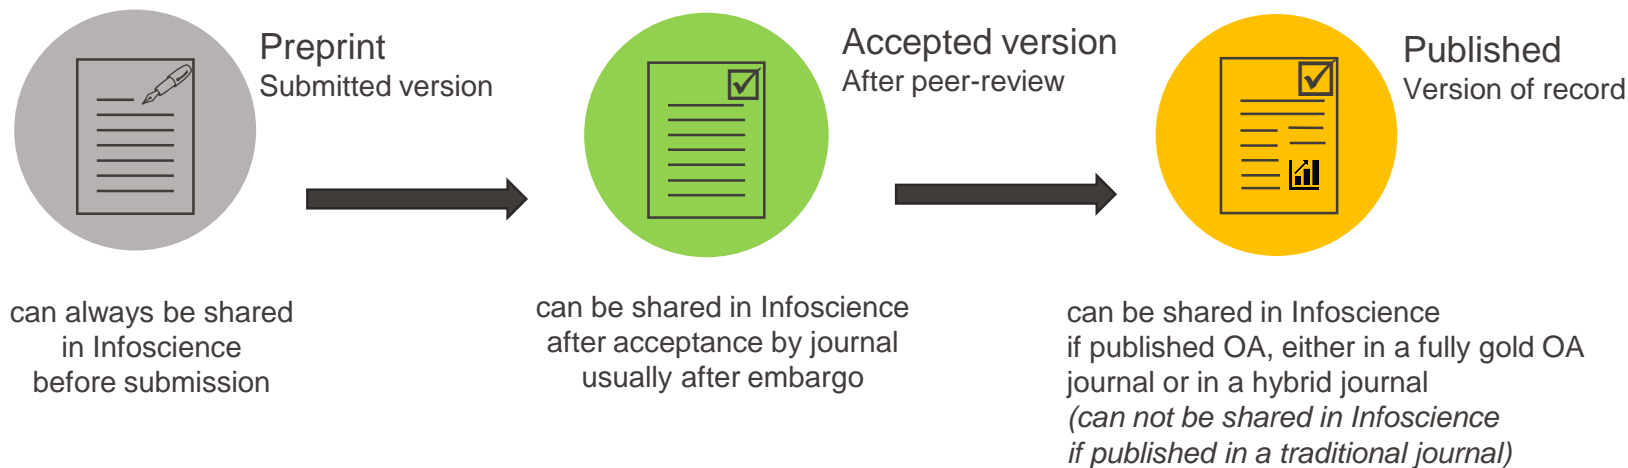 Preprint
Submitted version
can always be shared
in Infoscience
before submission
Accepted version
After peer-review
can be shared in Infoscience
after acceptance by journal
usually after embargo
Published
Version of record
can be shared in Infoscience
if published OA, either in a fully gold OA
journal or in a hybrid journal
(can not be shared in Infoscience
if published in a traditional journal)